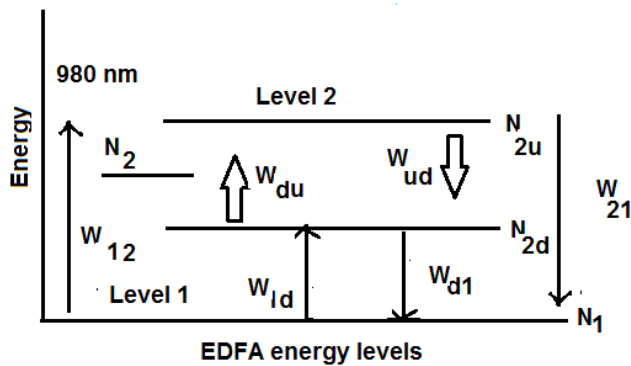 Energy
980 nm
Level 2
N 2u
N2
Wdu
Wud
W21
W12
N2d
Level 1
Wld
Wd1
N1
EDFA energy levels